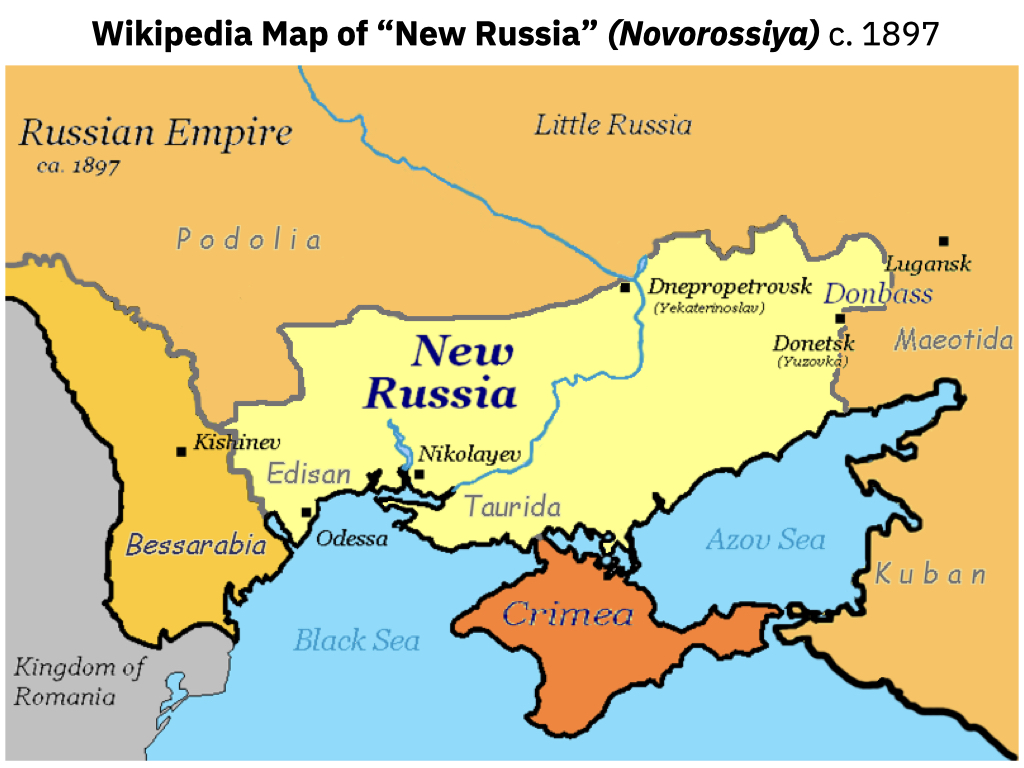 Wikipedia Map of “New Russia” (Novorossiya) c. 1897
Russian Empire
ca. 1897
Little Russia
Podolia
Lugansk
Dnepropetrovsk
(Yekaterinoslav)
Donbass
Donetsk
(Yuzovka)
Maeotida
New
Russia
Kishinev
Nikolayev
Edisan
Taurida
Odessa
Bessarabia
Azov Sea
Kuban
Crimea
Black Sea
Kingdom of
Romania